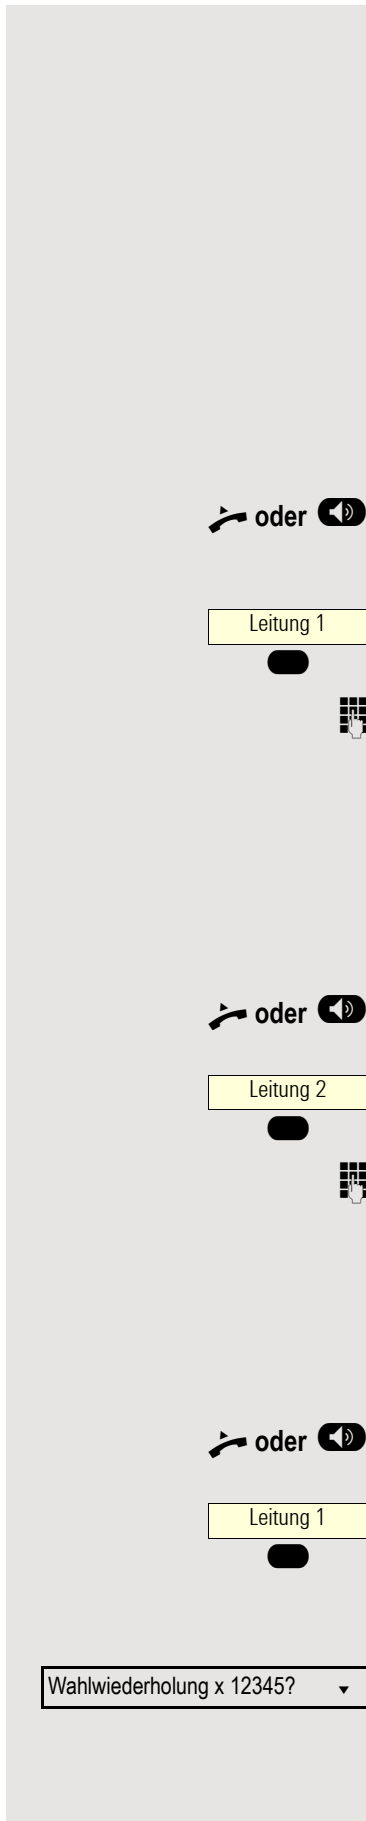 oder
Leitung 1
oder
Leitung 2
oder
Leitung 1
Wahlwiederholung x 12345?